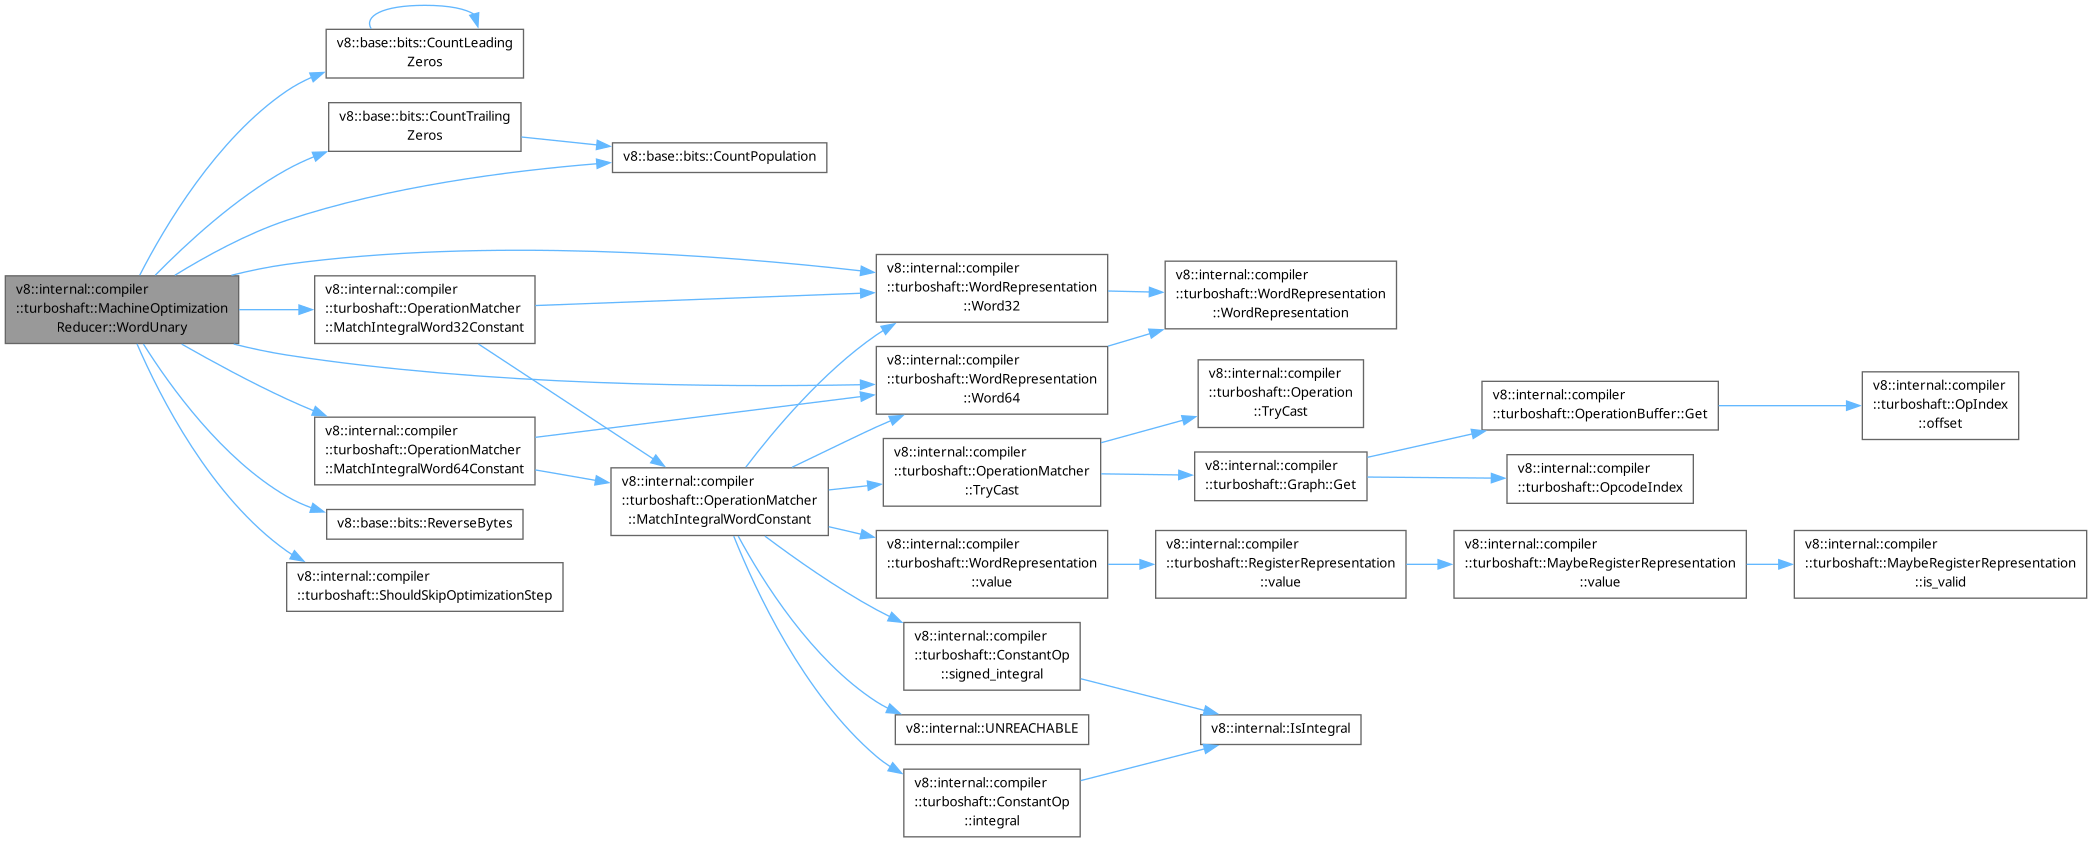 v8::base::bits::CountLeading
Zeros
v8::base::bits::CountTrailing
Zeros
v8::base::bits::CountPopulation
v8::internal::compiler
::turboshaft::MachineOptimization
Reducer::WordUnary
v8::internal::compiler
::turboshaft::OperationMatcher
::MatchIntegralWord32Constant
v8::internal::compiler
::turboshaft::WordRepresentation
::Word32
v8::internal::compiler
::turboshaft::WordRepresentation
::WordRepresentation
v8::internal::compiler
::turboshaft::WordRepresentation
::Word64
v8::internal::compiler
::turboshaft::Operation
::TryCast
v8::internal::compiler
::turboshaft::OperationBuffer::Get
v8::internal::compiler
::turboshaft::OpIndex
::offset
v8::internal::compiler
::turboshaft::OperationMatcher
::MatchIntegralWord64Constant
v8::internal::compiler
::turboshaft::OperationMatcher
::TryCast
v8::internal::compiler
::turboshaft::Graph::Get
v8::internal::compiler
::turboshaft::OpcodeIndex
v8::internal::compiler
::turboshaft::OperationMatcher
::MatchIntegralWordConstant
v8::base::bits::ReverseBytes
v8::internal::compiler
::turboshaft::ShouldSkipOptimizationStep
v8::internal::compiler
::turboshaft::WordRepresentation
::value
v8::internal::compiler
::turboshaft::RegisterRepresentation
::value
v8::internal::compiler
::turboshaft::MaybeRegisterRepresentation
::value
v8::internal::compiler
::turboshaft::MaybeRegisterRepresentation
::is_valid
v8::internal::compiler
::turboshaft::ConstantOp
::signed_integral
v8::internal::UNREACHABLE
v8::internal::IsIntegral
v8::internal::compiler
::turboshaft::ConstantOp
::integral